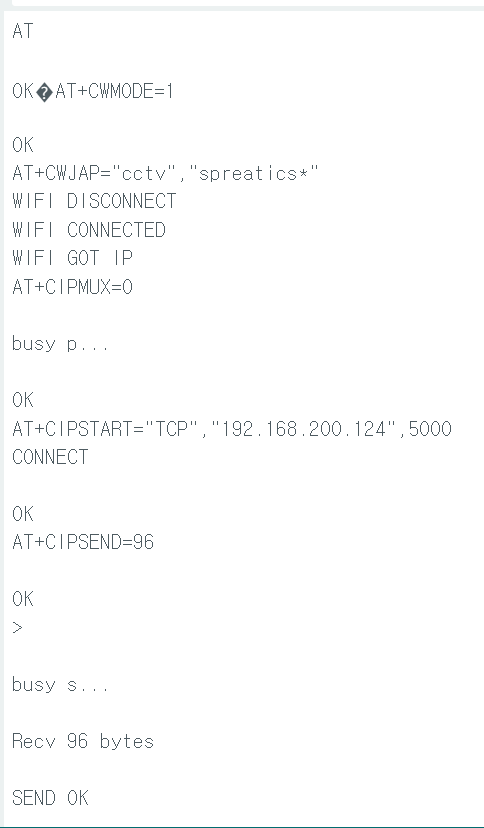 AT
OK�AT+CWMODE=1
OK
AT+CWJAP="cctv","spreatics*"
WIFI DISCONNECT
WIFI CONNECTED
WIFI GOT IP
AT+CIPMUX=0
busy p...
OK
AT+CIPSTART="TCP","192.168.200.124",5000
CONNECT
OK
AT+CIPSEND=96
OK
>
busy s...
Recv 96 bytes
SEND OK